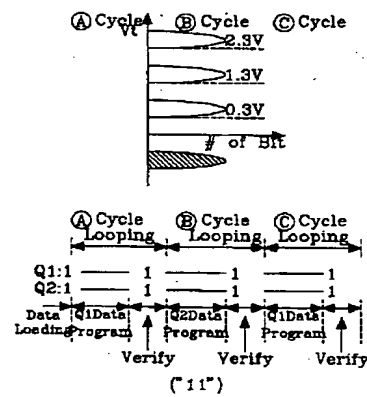 Ⓐ Cycle Ⓑ Cycle Ⓒ Cycle
Vt
2.3V
1.3V
0.3V
# of Bit
Ⓐ Cycle Ⓑ Cycle Ⓒ Cycle
Looping Looping Looping
Q1:1 1 1 1
Q2:1 1 1 1
Data Q1Data Q2Data Q1Data
Loading Program Program Program
Verify Verify Verify
("11")